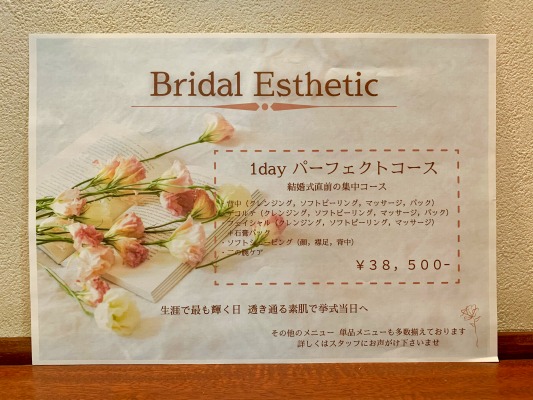 Bridal Esthetic
1day パーフェクトコース
結婚式直前の集中コース
・背中（クレンジング，ソフトピーリング，マッサージ，パック）
・デコルテ（クレンジング，ソフトピーリング，マッサージ，パック）
・フェイシャル（クレンジング，ソフトピーリング，マッサージ）
＋石膏パック
・ソフトシェービング（顔，襟足，背中）
・二の腕ケア
￥３８，５００−
生涯で最も輝く日 透き通る素肌で挙式当日へ
その他のメニュー 単品メニューも多数揃えております
詳しくはスタッフにお声がけ下さいませ